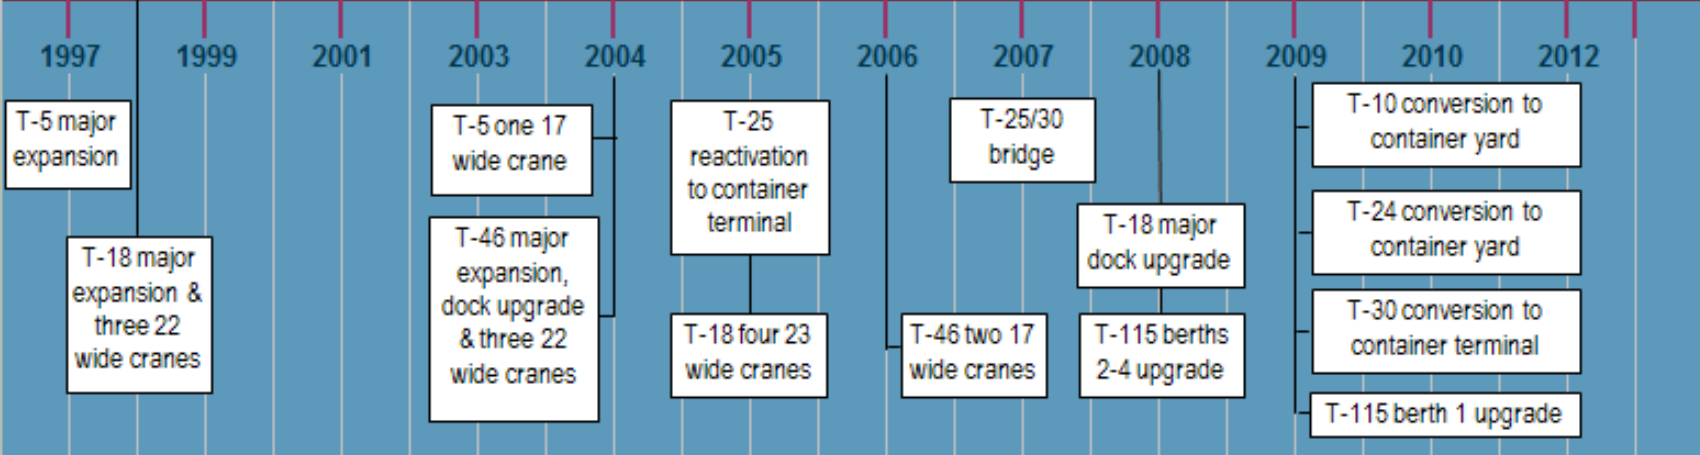 1997 1999 2001 2003 2004 2005 2006 2007 2008 2009 2010 2012
T-5 major
expansion
T-18 major
expansion &
three 22
wide cranes
T-5 one 17
wide crane
T-46 major
expansion,
dock upgrade
& three 22
wide cranes
T-25
reactivation
to container
terminal
T-18 four 23
wide cranes
T-46 two 17
wide cranes
T-25/30
bridge
T-18 major
dock upgrade
T-115 berths
2-4 upgrade
T-10 conversion to
container yard
T-24 conversion to
container yard
T-30 conversion to
container terminal
T-115 berth 1 upgrade